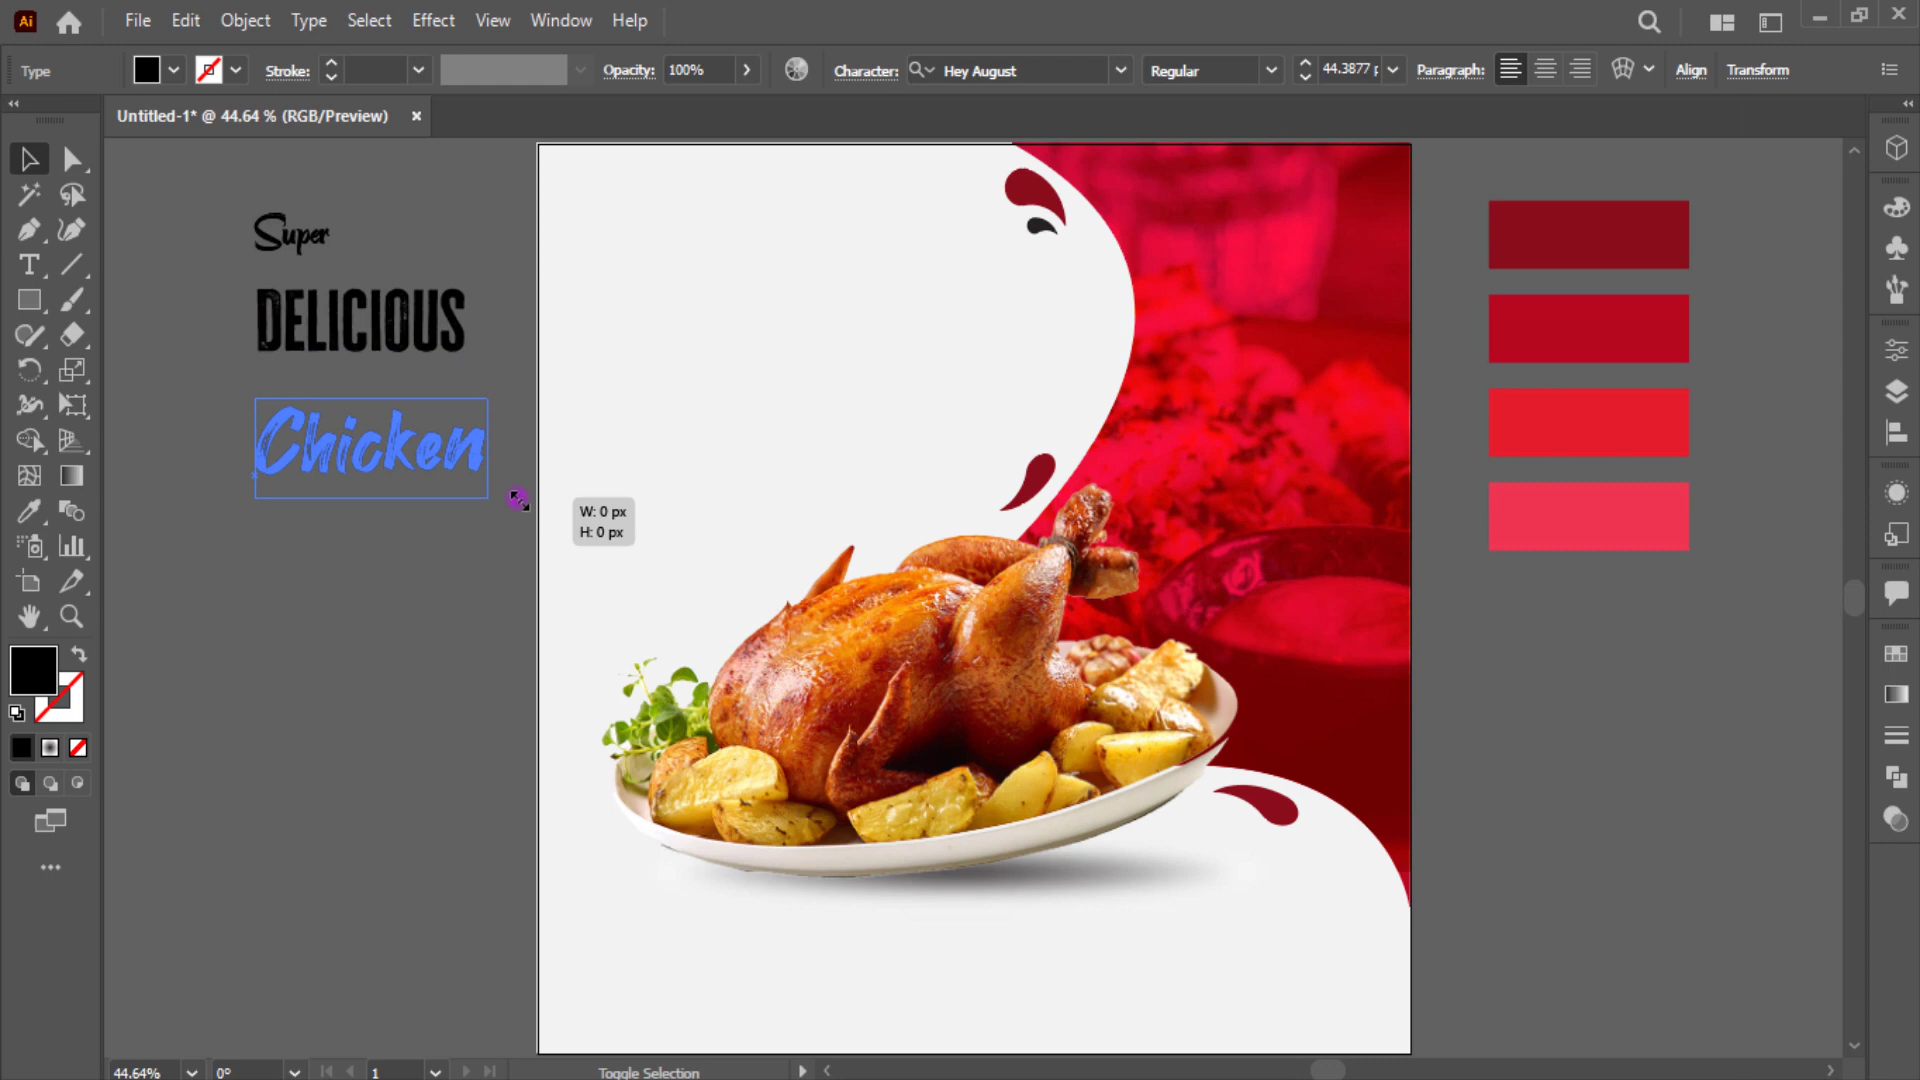 Ai File Edit Object Type Select Effect View Window Help
Type Stroke: Opacity: 100% Character: Hey August Regular 44.3877 p Paragraph: Align Transform
Untitled-1* @ 44.64 % (RGB/Preview) ×
Super
DELICIOUS
Chicken
W: 0 px
H: 0 px
44.64% 0° 1 Toggle Selection